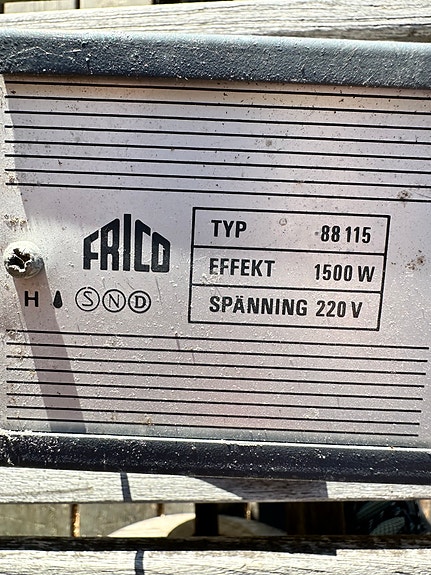 FRICO
H S N D
TYP 88 115
EFFEKT 1500 W
SPÄNNING 220 V